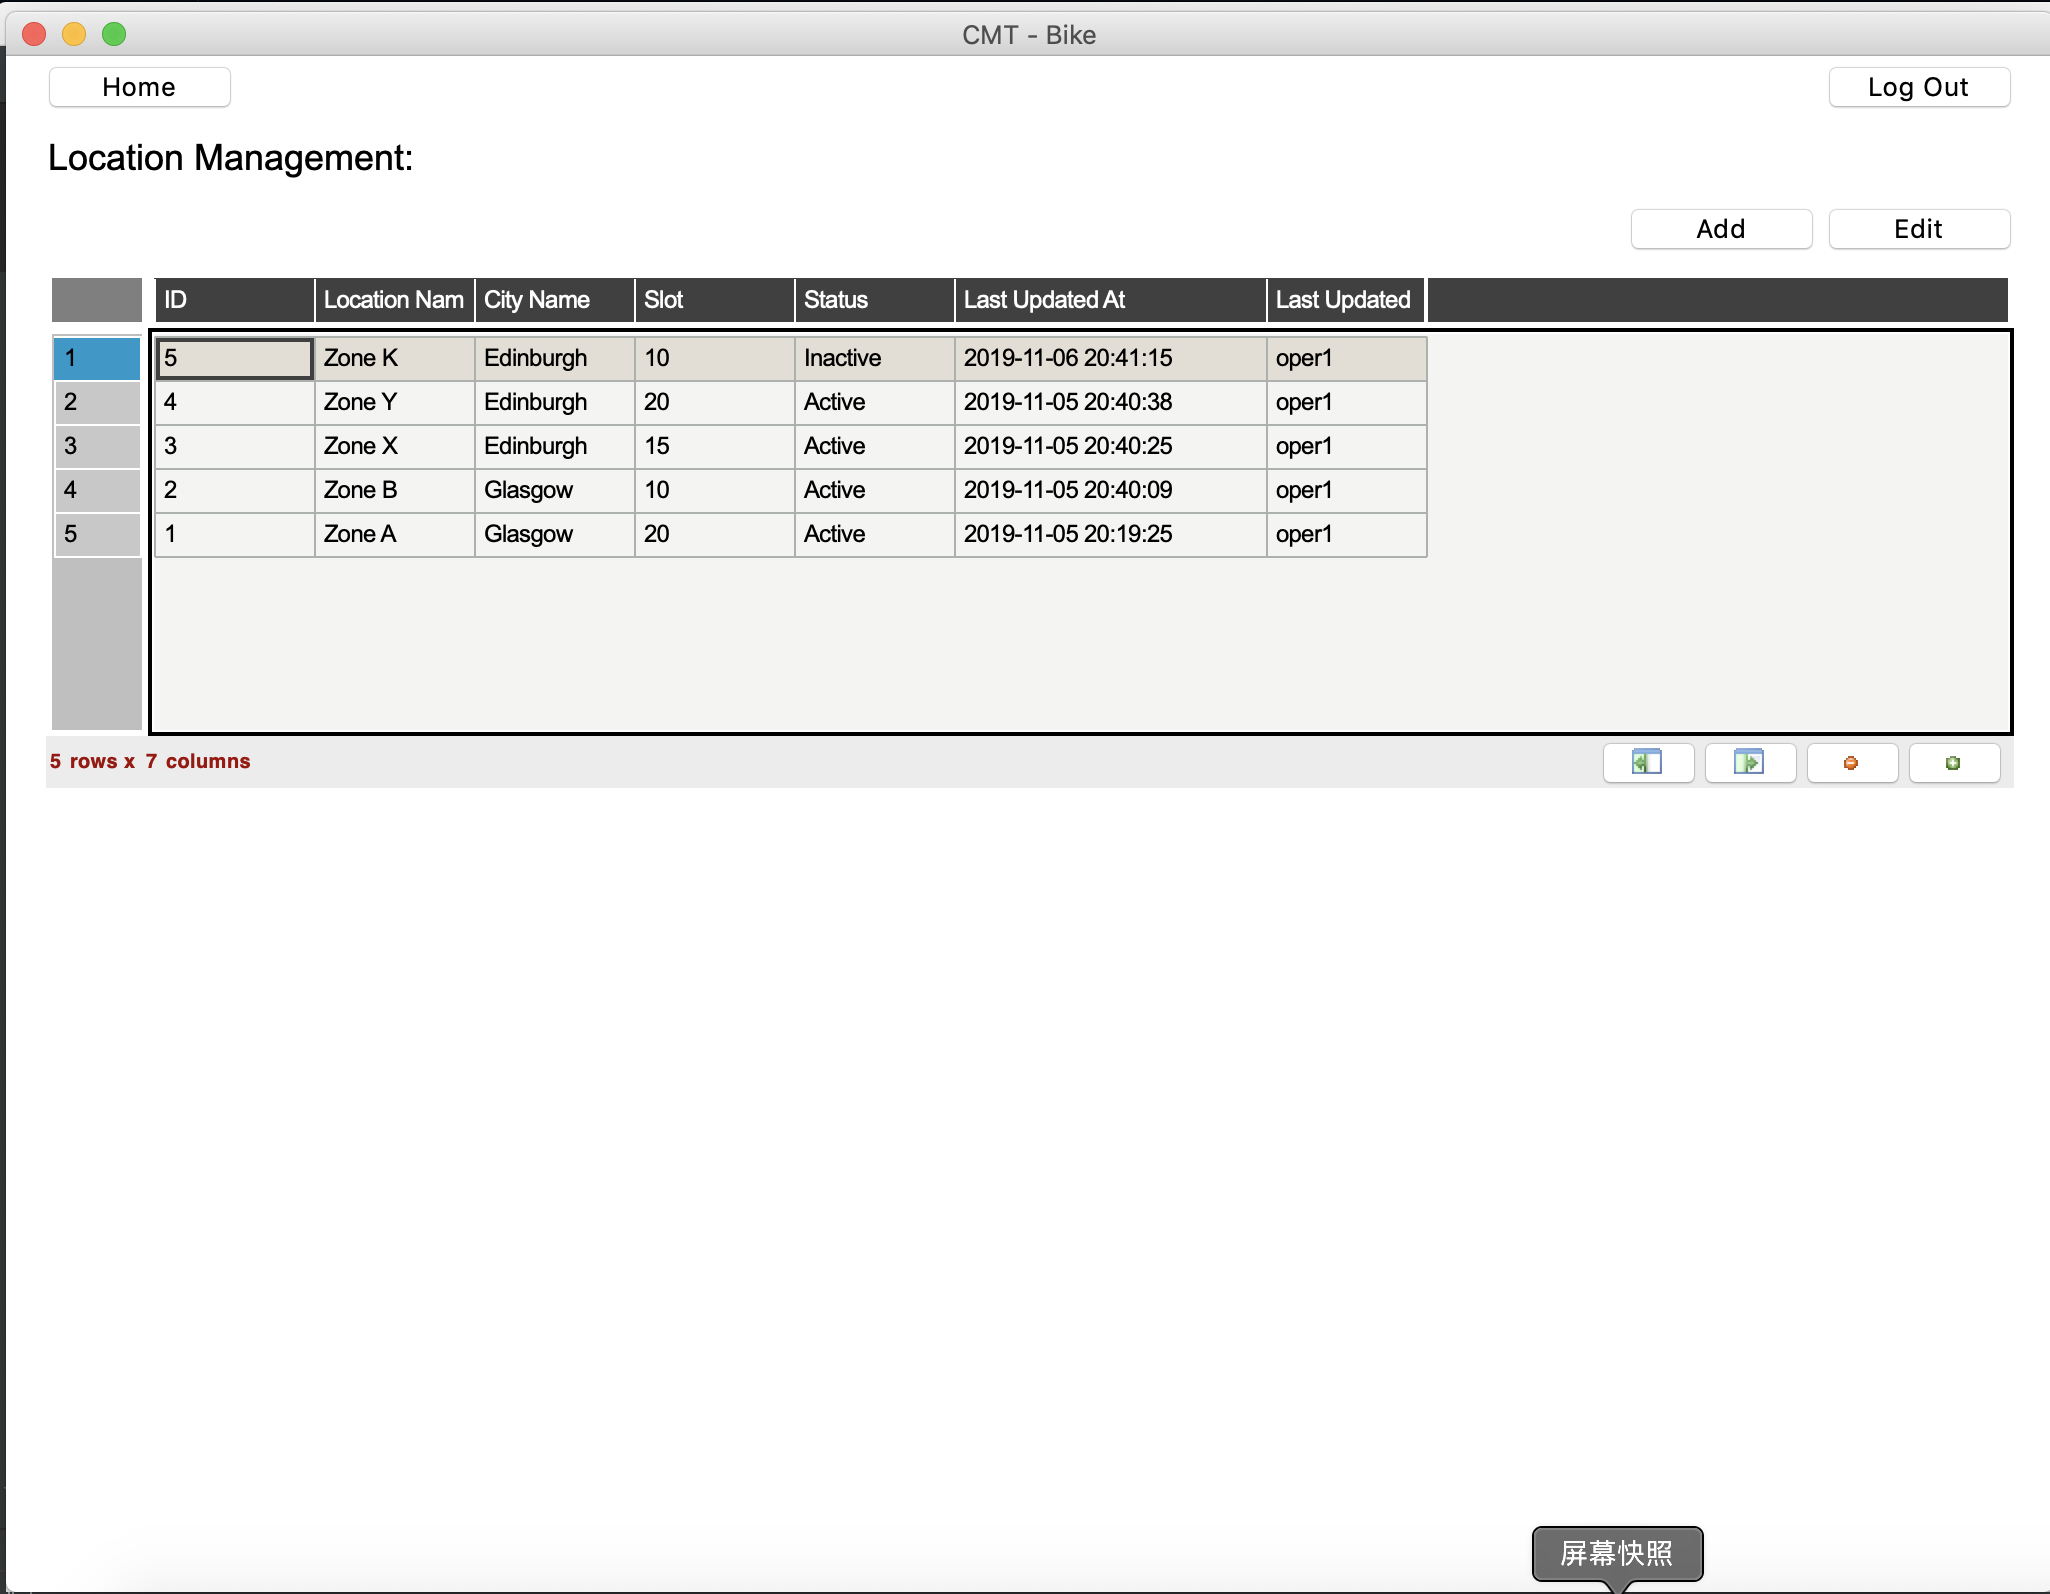 CMT - Bike
Home
Log Out
Location Management:
Add
Edit
ID Location Nam City Name Slot Status Last Updated At Last Updated
1 5 Zone K Edinburgh 10 Inactive 2019-11-06 20:41:15 oper1
2 4 Zone Y Edinburgh 20 Active 2019-11-05 20:40:38 oper1
3 3 Zone X Edinburgh 15 Active 2019-11-05 20:40:25 oper1
4 2 Zone B Glasgow 10 Active 2019-11-05 20:40:09 oper1
5 1 Zone A Glasgow 20 Active 2019-11-05 20:19:25 oper1
5 rows x 7 columns
屏幕快照